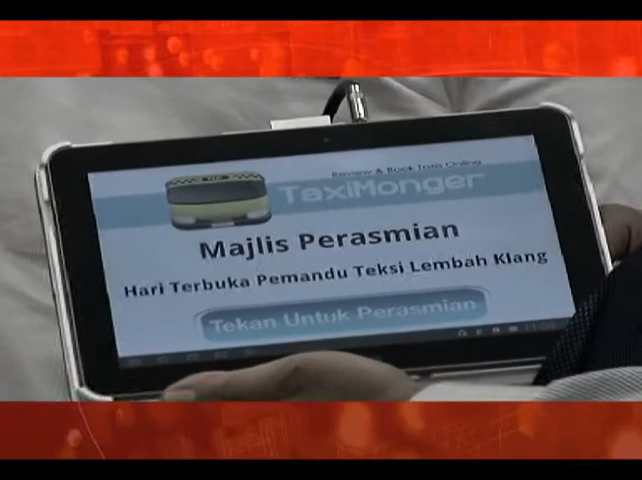 Review & Book Taxis Online
TaxiMonger
Majlis Perasmian
Hari Terbuka Pemandu Teksi Lembah Klang
Tekan Untuk Perasmian